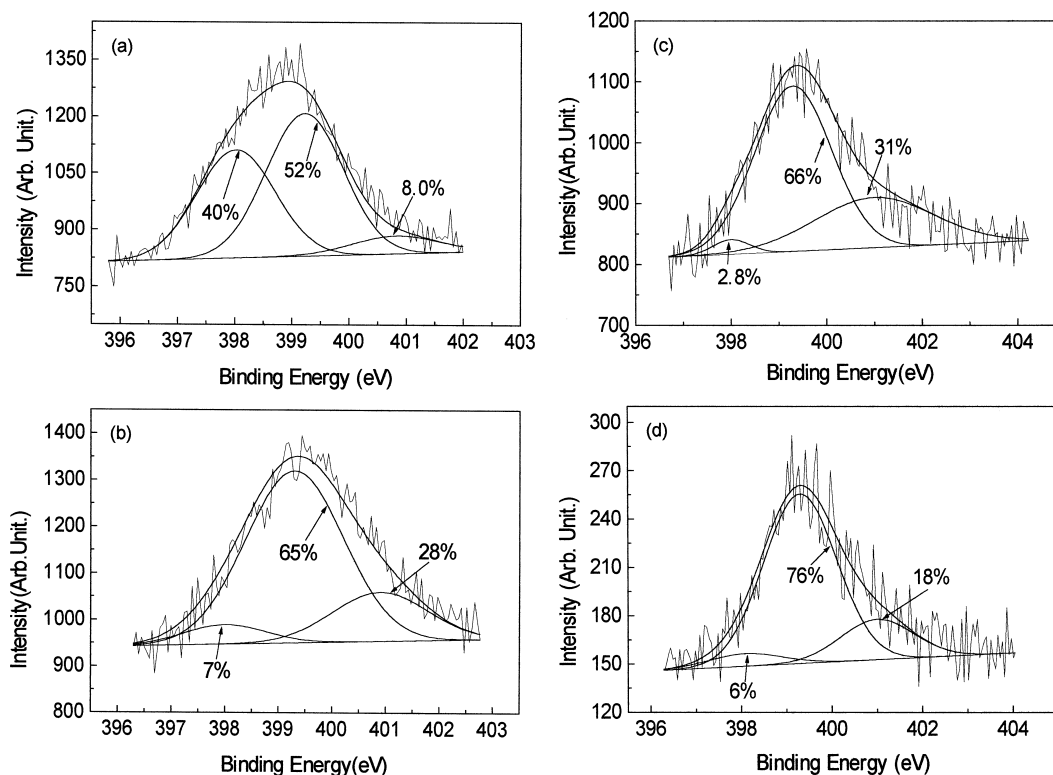 (a)
Intensity (Arb. Unit.)
1350
1200
1050
900
750
40%
52%
8.0%
396 397 398 399 400 401 402 403
Binding Energy (eV)
(c)
Intensity(Arb.Unit.)
1200
1100
1000
900
800
700
66%
31%
2.8%
396 398 400 402 404
Binding Energy(eV)
(b)
Intensity(Arb.Unit.)
1400
1300
1200
1100
1000
900
800
65%
28%
7%
396 397 398 399 400 401 402 403
Binding Energy(eV)
(d)
Intensity (Arb. Unit.)
300
270
240
210
180
150
120
76%
18%
6%
396 398 400 402 404
Binding Energy (eV)